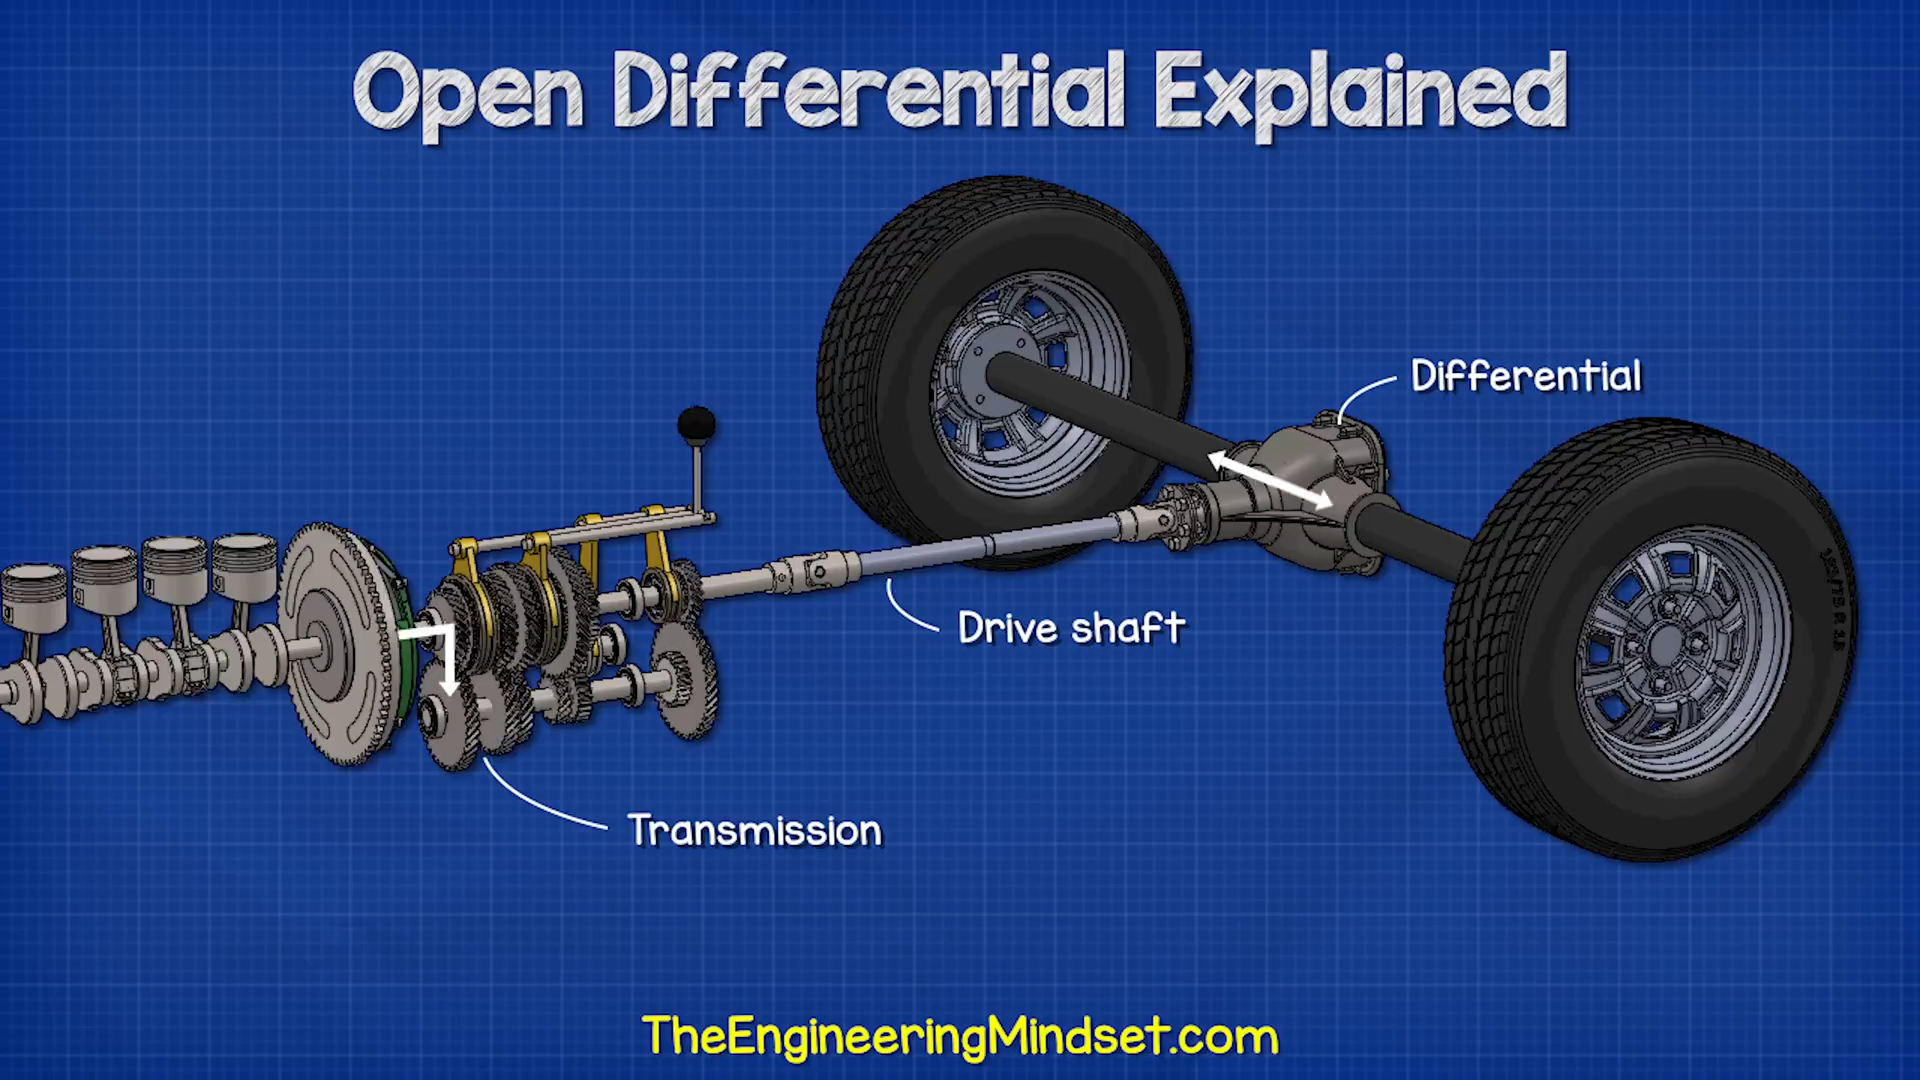 Open Differential Explained
Differential
Drive shaft
Transmission
TheEngineeringMindset.com